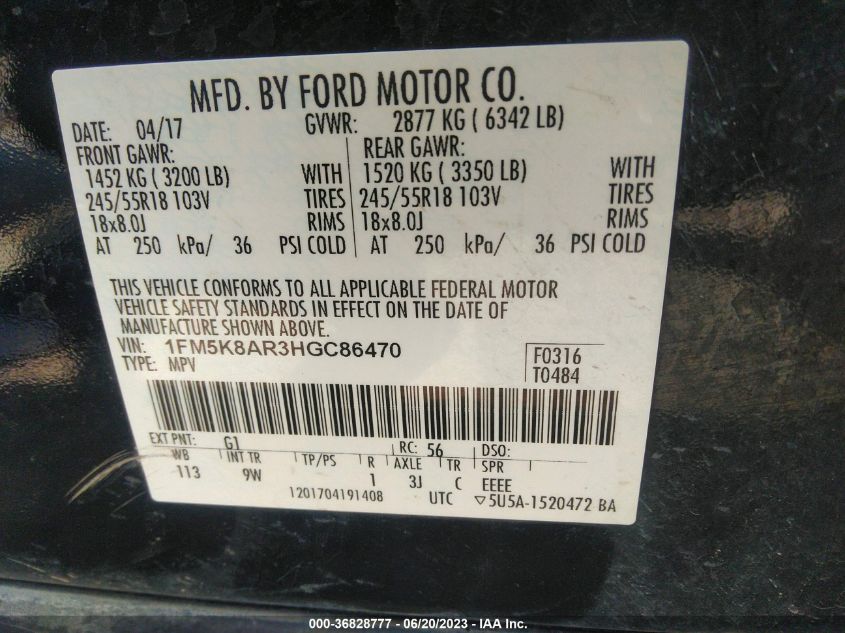 MFD. BY FORD MOTOR CO.
DATE: 04/17 GVWR: 2877 KG ( 6342 LB)
FRONT GAWR: REAR GAWR:
1452 KG ( 3200 LB) WITH 1520 KG ( 3350 LB) WITH
245/55R18 103V TIRES 245/55R18 103V TIRES
18x8.0J RIMS 18x8.0J RIMS
AT 250 kPa/ 36 PSI COLD AT 250 kPa/ 36 PSI COLD
THIS VEHICLE CONFORMS TO ALL APPLICABLE FEDERAL MOTOR
VEHICLE SAFETY STANDARDS IN EFFECT ON THE DATE OF
MANUFACTURE SHOWN ABOVE.
VIN: 1FM5K8AR3HGC86470 F0316
TYPE: MPV T0484
EXT PNT: G1 RC: 56 DSO:
WB INT TR TP/PS R AXLE TR SPR
113 9W 1 3J C EEEE
1201704191408 UTC ▽5U5A-1520472 BA
000-36828777 - 06/20/2023 - IAA Inc.